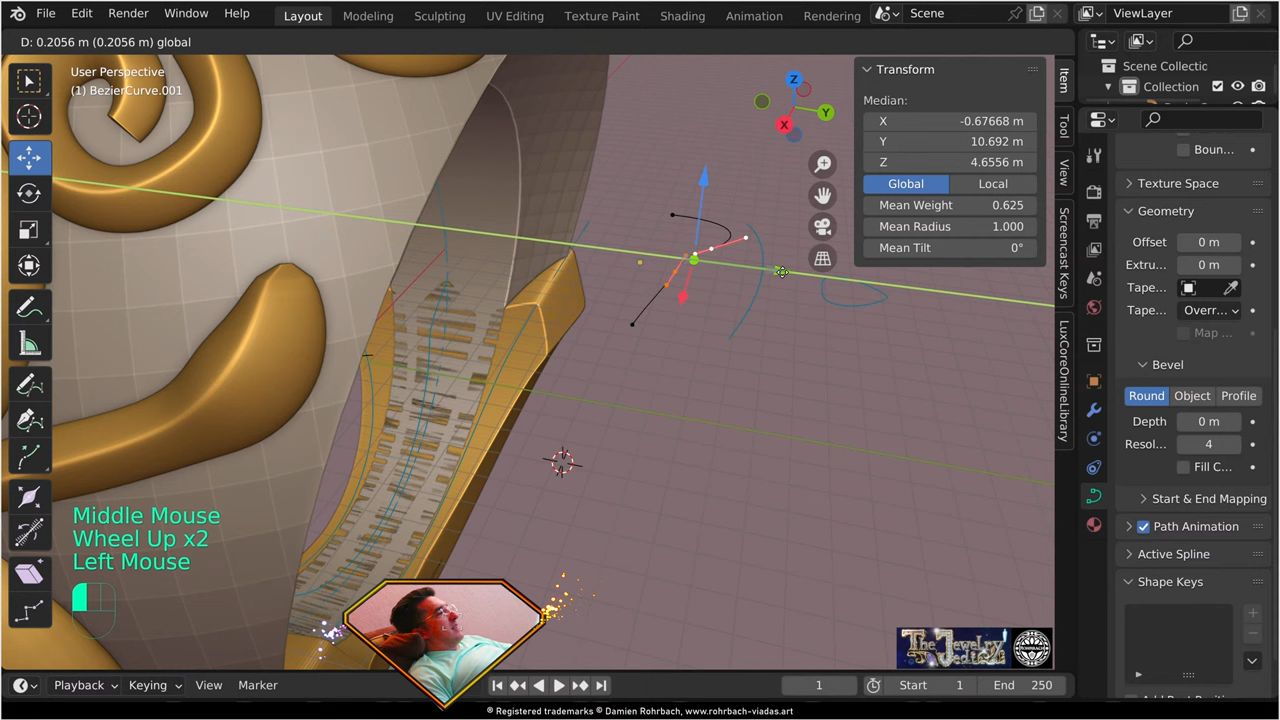 File Edit Render Window Help Layout Modeling Sculpting UV Editing Texture Paint Shading Animation Rendering Scene ViewLayer
D: 0.2056 m (0.2056 m) global
Scene Collectio
Collection
User Perspective
(1) BezierCurve.001
Z
Y
X
Transform
Median:
X -0.67668 m
Y 10.692 m
Z 4.6556 m
Global Local
Mean Weight 0.625
Mean Radius 1.000
Mean Tilt 0°
Item
Tool
View
Screencast Keys
LuxCoreOnlineLibrary
Boun...
Texture Space
Geometry
Offset 0 m
Extru... 0 m
Tape...
Tape... Overr...
Map
Bevel
Round Object Profile
Depth 0 m
Resol... 4
Fill C...
Start & End Mapping
Path Animation
Active Spline
Shape Keys
Middle Mouse
Wheel Up x2
Left Mouse
The Jewelry Jedi
ROHRBACH
Playback Keying View Marker 1 Start 1 End 250
® Registered trademarks © Damien Rohrbach, www.rohrbach-viadas.art